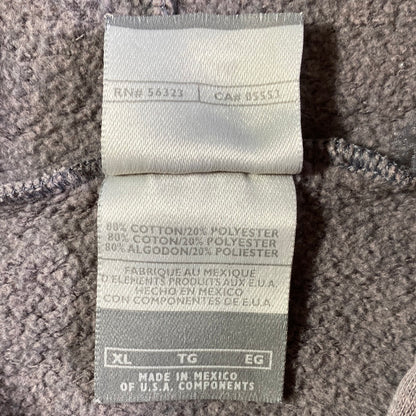 RN# 56323 CA# 05553
80% COTTON/20% POLYESTER
80% COTON/20% POLYESTER
80% ALGODON/20% POLIESTER
FABRIQUE AU MEXIQUE
D'ELEMENTS PRODUITS AUX E.U.A.
HECHO EN MEXICO
CON COMPONENTES DE E.U.A.
XL TG EG
MADE IN MEXICO
OF U.S.A. COMPONENTS